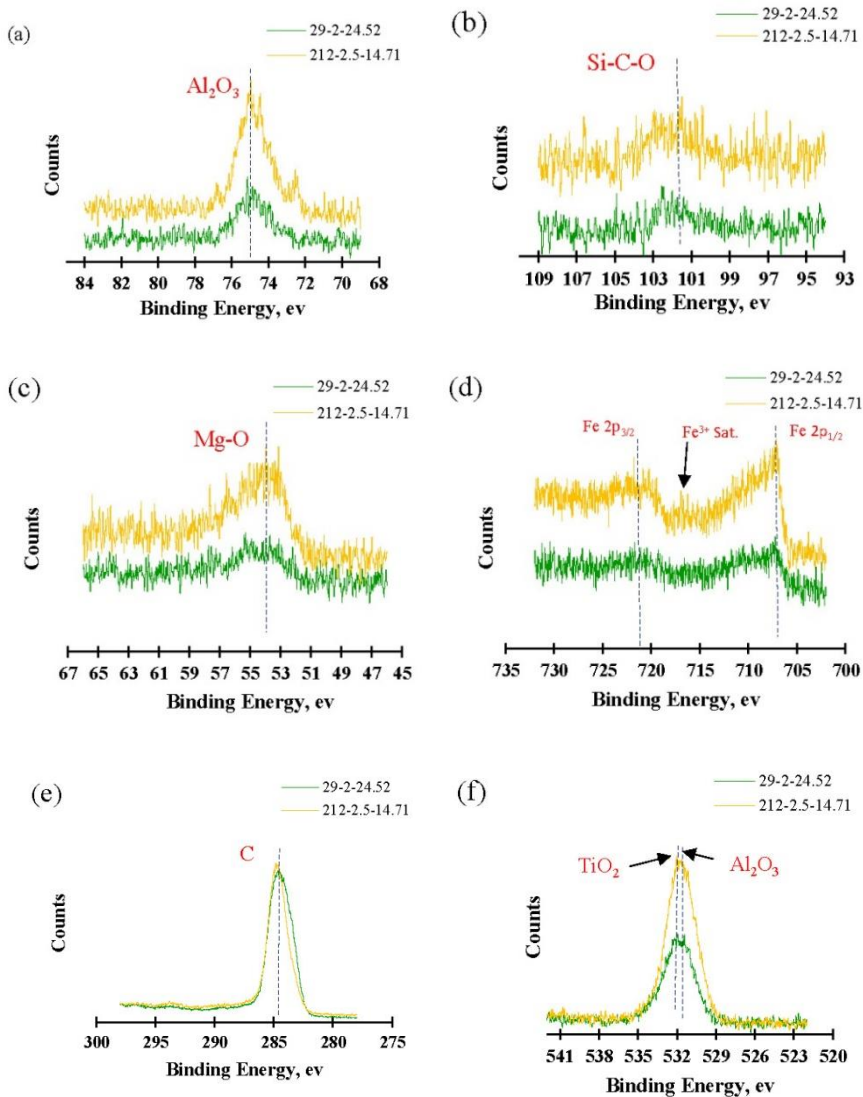 (a)
29-2-24.52
212-2.5-14.71
Al₂O₃
Counts
84 82 80 78 76 74 72 70 68
Binding Energy, ev
(b)
29-2-24.52
212-2.5-14.71
Si-C-O
Counts
109 107 105 103 101 99 97 95 93
Binding Energy, ev
(c)
29-2-24.52
212-2.5-14.71
Mg-O
Counts
67 65 63 61 59 57 55 53 51 49 47 45
Binding Energy, ev
(d)
29-2-24.52
212-2.5-14.71
Fe 2p₃/₂ Fe³⁺ Sat. Fe 2p₁/₂
Counts
735 730 725 720 715 710 705 700
Binding Energy, ev
(e)
29-2-24.52
212-2.5-14.71
C
Counts
300 295 290 285 280 275
Binding Energy, ev
(f)
29-2-24.52
212-2.5-14.71
TiO₂ Al₂O₃
Counts
541 538 535 532 529 526 523 520
Binding Energy, ev